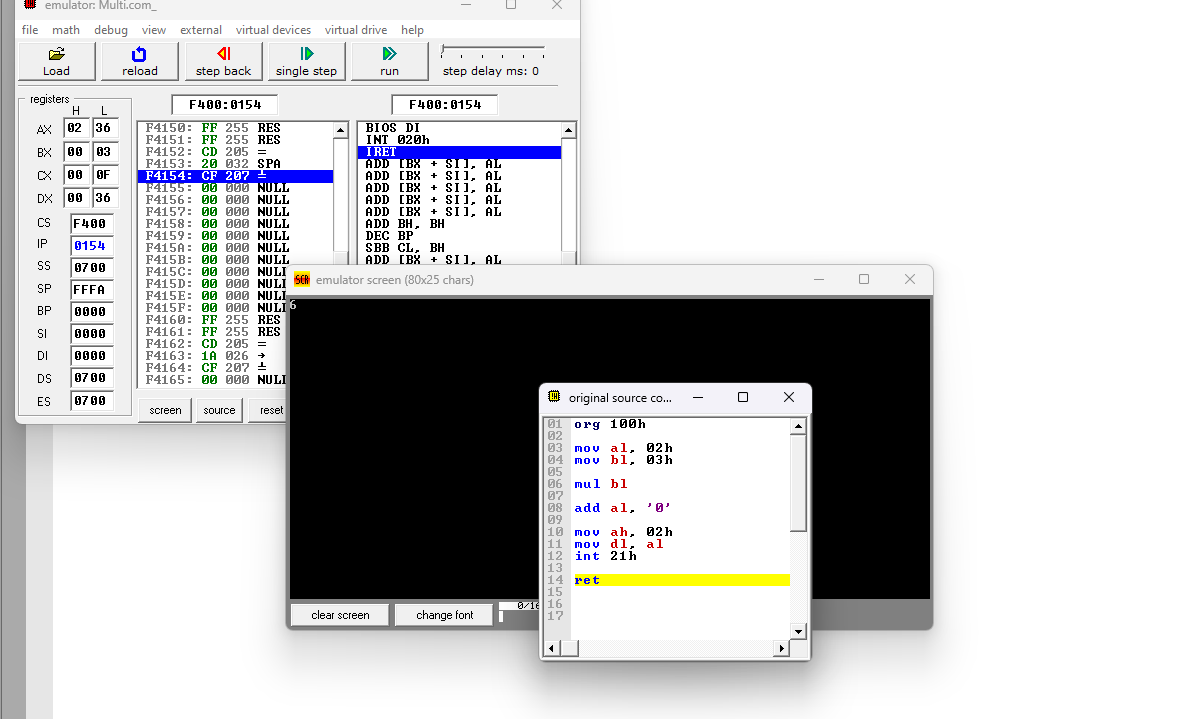 emulator: Multi.com_
file math debug view external virtual devices virtual drive help
Load reload step back single step run step delay ms: 0
registers
H L
F400:0154 F400:0154
AX 02 36
BX 00 03
CX 00 0F
DX 00 36
CS F400
IP 0154
SS 0700
SP FFFA
BP 0000
SI 0000
DI 0000
DS 0700
ES 0700
F4150: FF 255 RES
F4151: FF 255 RES
F4152: CD 205 =
F4153: 20 032 SPA
F4154: CF 207 ╧
F4155: 00 000 NULL
F4156: 00 000 NULL
F4157: 00 000 NULL
F4158: 00 000 NULL
F4159: 00 000 NULL
F415A: 00 000 NULL
F415B: 00 000 NULL
F415C: 00 000 NULL
F415D: 00 000 NULL
F415E: 00 000 NULL
F415F: 00 000 NULL
F4160: FF 255 RES
F4161: FF 255 RES
F4162: CD 205 =
F4163: 1A 026 →
F4164: CF 207 ╧
F4165: 00 000 NULL
BIOS DI
INT 020h
IRET
ADD [BX + SI], AL
ADD [BX + SI], AL
ADD [BX + SI], AL
ADD [BX + SI], AL
ADD [BX + SI], AL
ADD BH, BH
DEC BP
SBB CL, BH
ADD [BX + SI], AL
screen source reset
SCR emulator screen (80x25 chars)
6
clear screen change font 0/16
original source co...
01 org 100h
02
03 mov al, 02h
04 mov bl, 03h
05
06 mul bl
07
08 add al, '0'
09
10 mov ah, 02h
11 mov dl, al
12 int 21h
13
14 ret
15
16
17